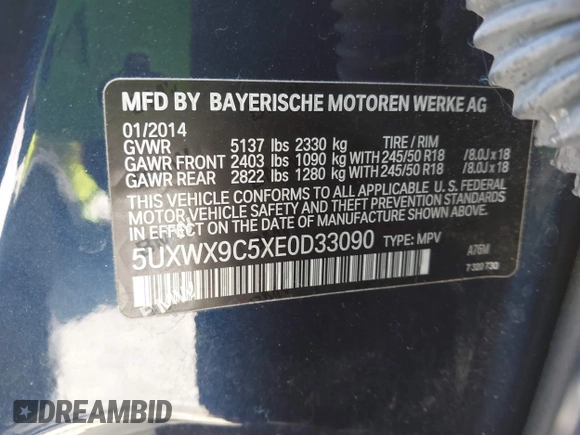 MFD BY BAYERISCHE MOTOREN WERKE AG
01/2014
GVWR 5137 lbs 2330 kg TIRE / RIM
GAWR FRONT 2403 lbs 1090 kg WITH 245/50 R18 /8.0J x 18
GAWR REAR 2822 lbs 1280 kg WITH 245/50 R18 /8.0J x 18
THIS VEHICLE CONFORMS TO ALL APPLICABLE U. S. FEDERAL
MOTOR VEHICLE SAFETY AND THEFT PREVENTION STANDARDS
IN EFFECT ON THE DATE OF MANUFACTURE SHOWN ABOVE.
5UXWX9C5XE0D33090 TYPE: MPV
A76M
7 320 730
DREAMBID